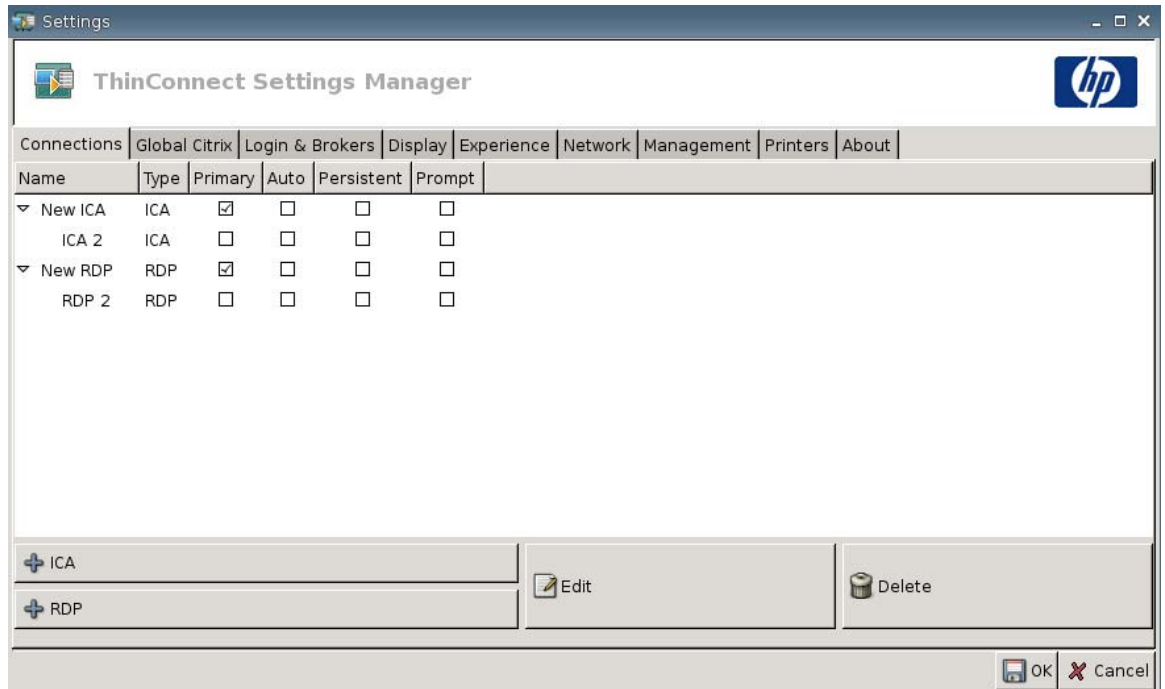 Settings
ThinConnect Settings Manager
hp
Connections Global Citrix Login & Brokers Display Experience Network Management Printers About
Name Type Primary Auto Persistent Prompt
New ICA ICA
ICA 2 ICA
New RDP RDP
RDP 2 RDP
ICA
RDP
Edit
Delete
OK Cancel